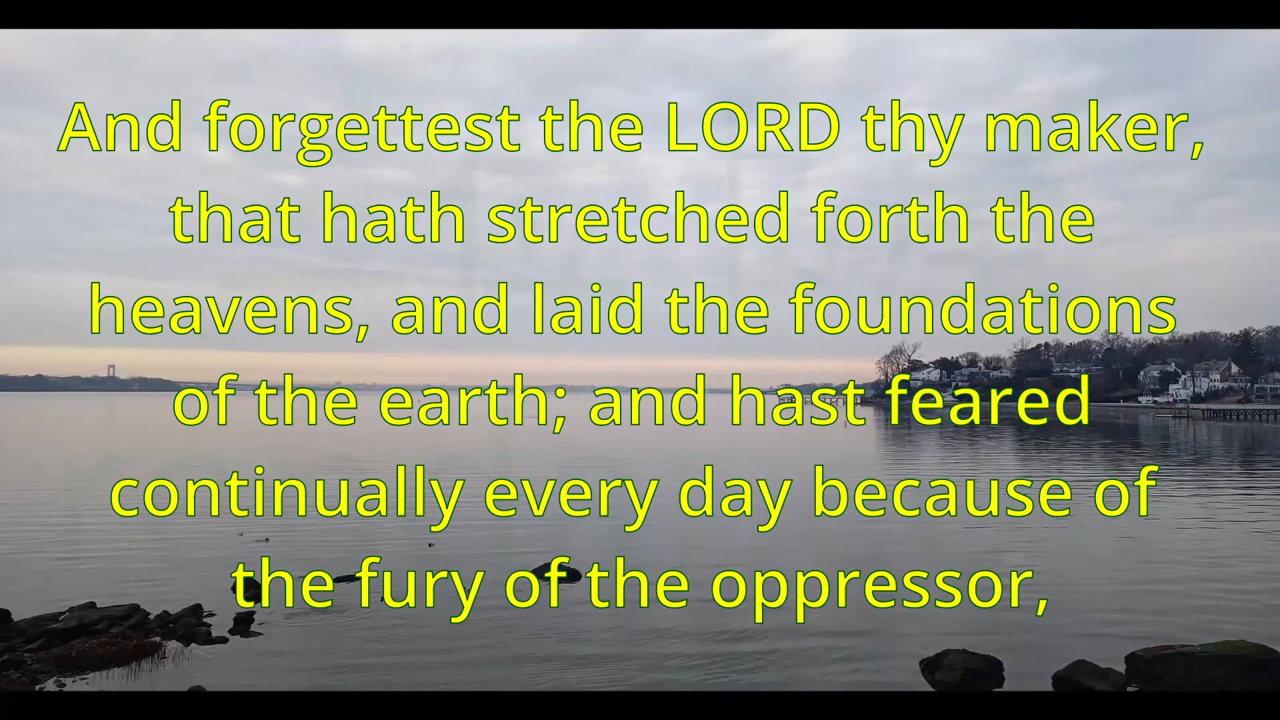 And forgettest the LORD thy maker,
that hath stretched forth the
heavens, and laid the foundations
of the earth; and hast feared
continually every day because of
the fury of the oppressor,